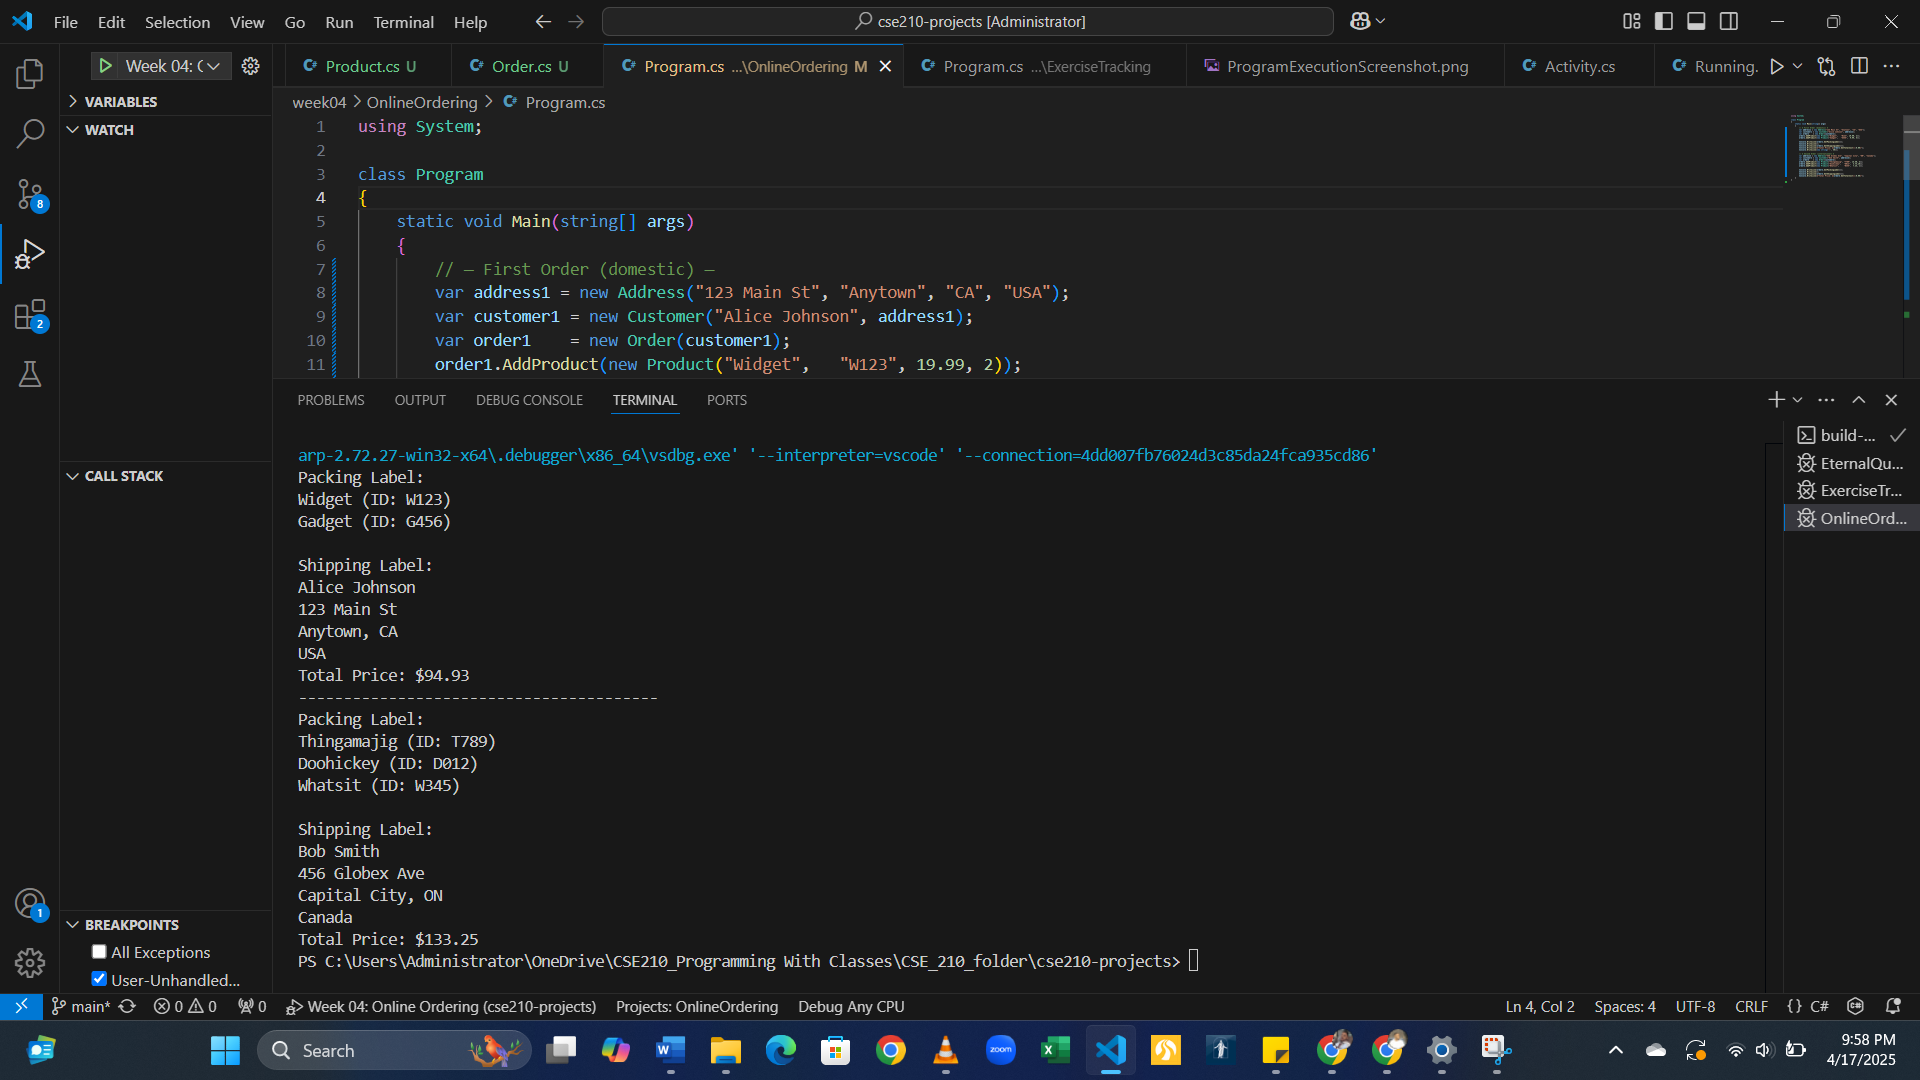 File Edit Selection View Go Run Terminal Help
cse210-projects [Administrator]
Week 04: (
Product.cs U
Order.cs U
Program.cs ...\OnlineOrdering M
Program.cs ...\ExerciseTracking
ProgramExecutionScreenshot.png
Activity.cs
Running.
VARIABLES
WATCH
CALL STACK
BREAKPOINTS
All Exceptions
User-Unhandled...
8
2
1
week04 > OnlineOrdering > Program.cs
1 using System;
2
3 class Program
4 {
5 static void Main(string[] args)
6 {
7 // — First Order (domestic) —
8 var address1 = new Address("123 Main St", "Anytown", "CA", "USA");
9 var customer1 = new Customer("Alice Johnson", address1);
10 var order1    = new Order(customer1);
11 order1.AddProduct(new Product("Widget",   "W123", 19.99, 2));
PROBLEMS OUTPUT DEBUG CONSOLE TERMINAL PORTS
build-...
EternalQu...
ExerciseTr...
OnlineOrd...
arp-2.72.27-win32-x64\.debugger\x86_64\vsdbg.exe' '--interpreter=vscode' '--connection=4dd007fb76024d3c85da24fca935cd86'
Packing Label:
Widget (ID: W123)
Gadget (ID: G456)
Shipping Label:
Alice Johnson
123 Main St
Anytown, CA
USA
Total Price: $94.93
----------------------------------------
Packing Label:
Thingamajig (ID: T789)
Doohickey (ID: D012)
Whatsit (ID: W345)
Shipping Label:
Bob Smith
456 Globex Ave
Capital City, ON
Canada
Total Price: $133.25
PS C:\Users\Administrator\OneDrive\CSE210_Programming With Classes\CSE_210_folder\cse210-projects>
main* 0 0 0 Week 04: Online Ordering (cse210-projects) Projects: OnlineOrdering Debug Any CPU
Ln 4, Col 2 Spaces: 4 UTF-8 CRLF {} C#
Search
zoom
9:58 PM
4/17/2025